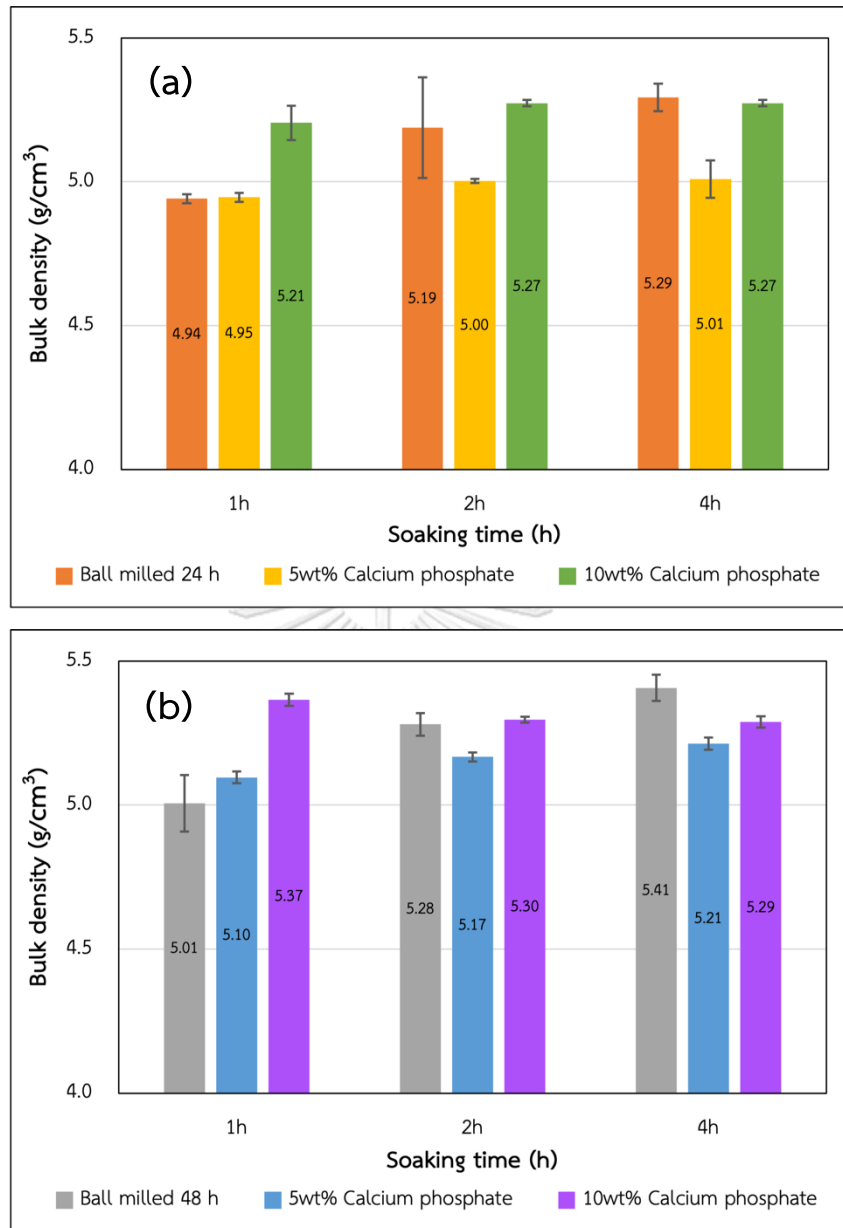 (a)
Bulk density (g/cm³)
5.5
5.0
4.5
4.0
4.94
4.95
5.21
5.19
5.00
5.27
5.29
5.01
5.27
1h
2h
4h
Soaking time (h)
Ball milled 24 h
5wt% Calcium phosphate
10wt% Calcium phosphate
(b)
Bulk density (g/cm³)
5.5
5.0
4.5
4.0
5.01
5.10
5.37
5.28
5.17
5.30
5.41
5.21
5.29
1h
2h
4h
Soaking time (h)
Ball milled 48 h
5wt% Calcium phosphate
10wt% Calcium phosphate